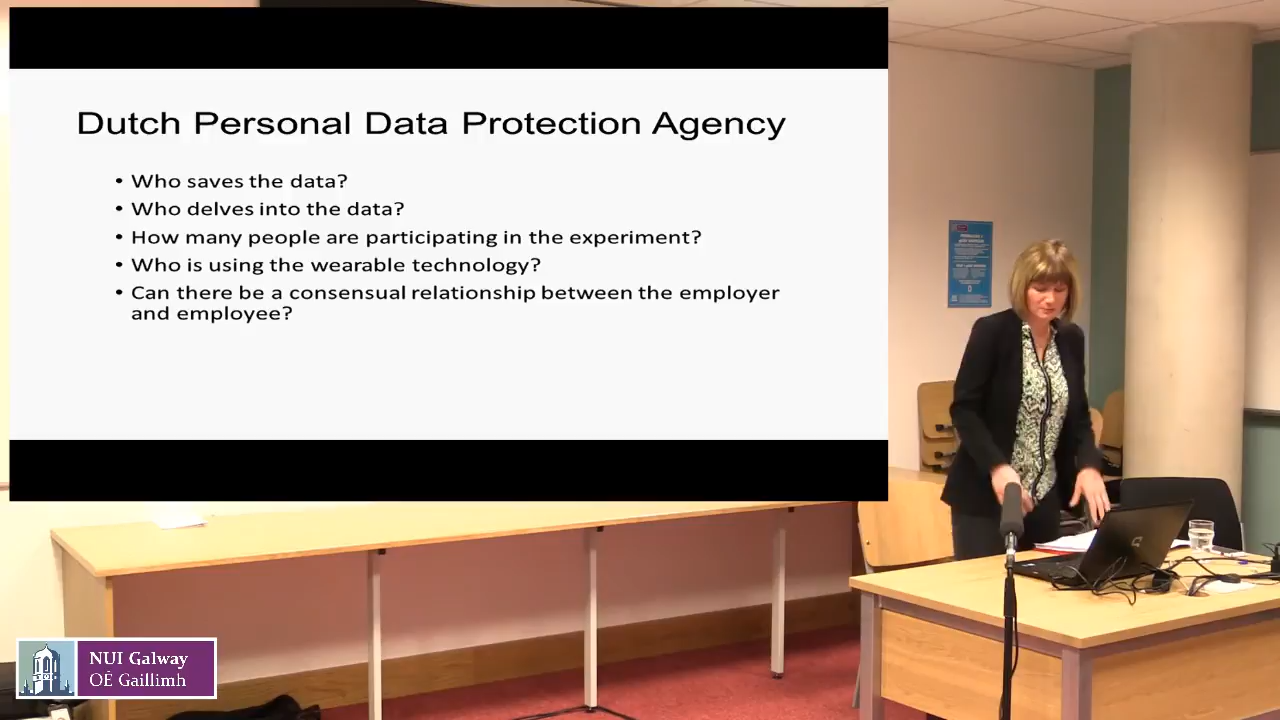 Dutch Personal Data Protection Agency
• Who saves the data?
• Who delves into the data?
• How many people are participating in the experiment?
• Who is using the wearable technology?
• Can there be a consensual relationship between the employer
and employee?
NUI Galway
OÉ Gaillimh